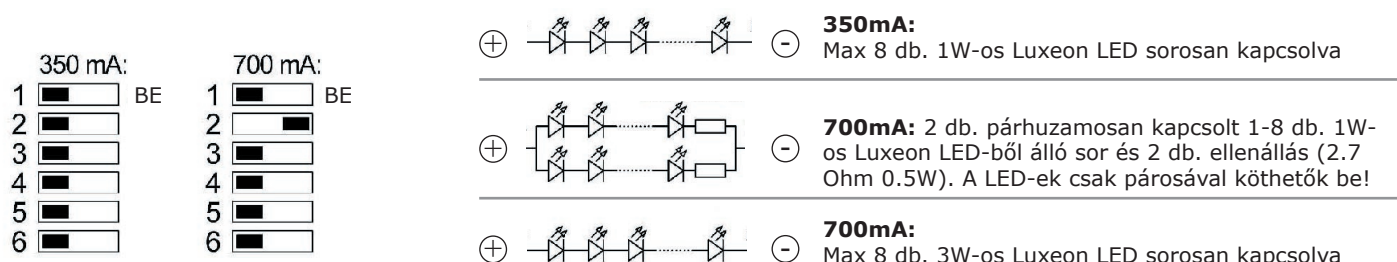 350 mA:
1 BE
2
3
4
5
6
700 mA:
1 BE
2
3
4
5
6
350mA:
Max 8 db. 1W-os Luxeon LED sorosan kapcsolva
700mA: 2 db. párhuzamosan kapcsolt 1-8 db. 1W-
os Luxeon LED-ből álló sor és 2 db. ellenállás (2.7
Ohm 0.5W). A LED-ek csak párosával köthetők be!
700mA:
Max 8 db. 3W-os Luxeon LED sorosan kapcsolva